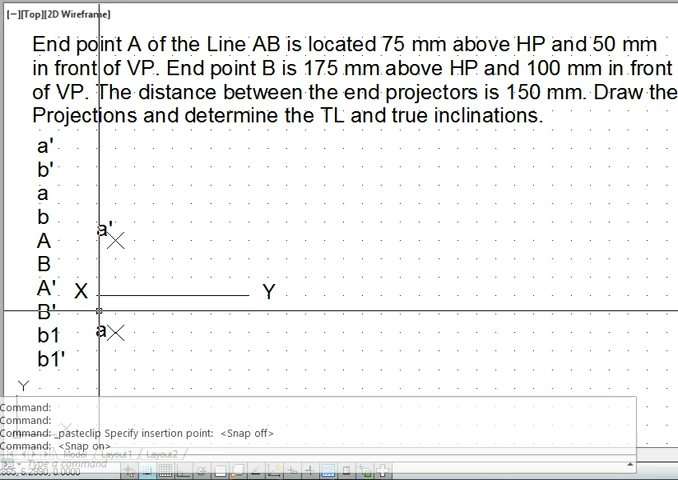 [−][Top][2D Wireframe]
End point A of the Line AB is located 75 mm above HP and 50 mm
in front of VP. End point B is 175 mm above HP and 100 mm in front
of VP. The distance between the end projectors is 150 mm. Draw the
Projections and determine the TL and true inclinations.
a'
b'
a
b
A
B
A'
B'
b1
b1'
a'
X
Y
a
Y
Command:
Command:
Command: _pasteclip Specify insertion point: <Snap off>
Command: <Snap on>
Model
Layout1
Layout2
Type a command
0.0000